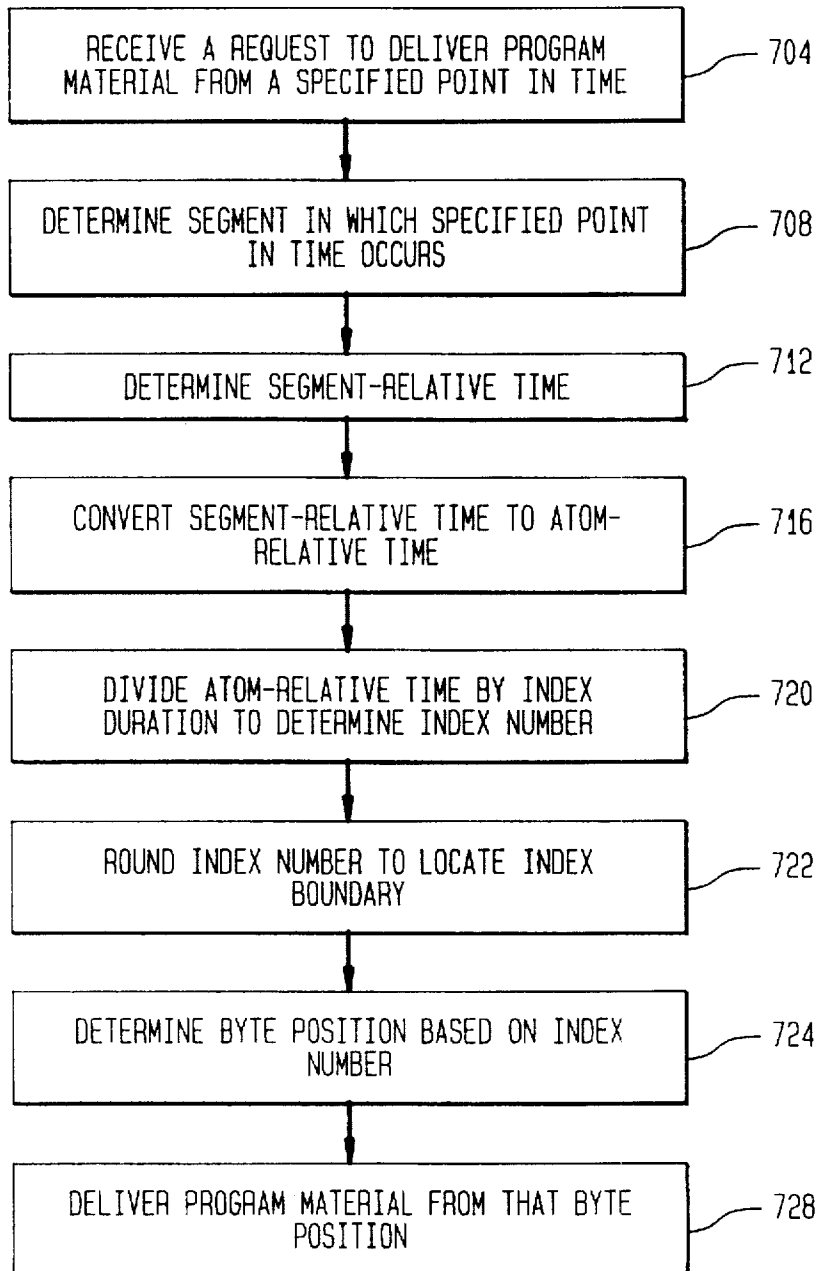 RECEIVE A REQUEST TO DELIVER PROGRAM
MATERIAL FROM A SPECIFIED POINT IN TIME
704
DETERMINE SEGMENT IN WHICH SPECIFIED POINT
IN TIME OCCURS
708
DETERMINE SEGMENT-RELATIVE TIME
712
CONVERT SEGMENT-RELATIVE TIME TO ATOM-
RELATIVE TIME
716
DIVIDE ATOM-RELATIVE TIME BY INDEX
DURATION TO DETERMINE INDEX NUMBER
720
ROUND INDEX NUMBER TO LOCATE INDEX
BOUNDARY
722
DETERMINE BYTE POSITION BASED ON INDEX
NUMBER
724
DELIVER PROGRAM MATERIAL FROM THAT BYTE
POSITION
728